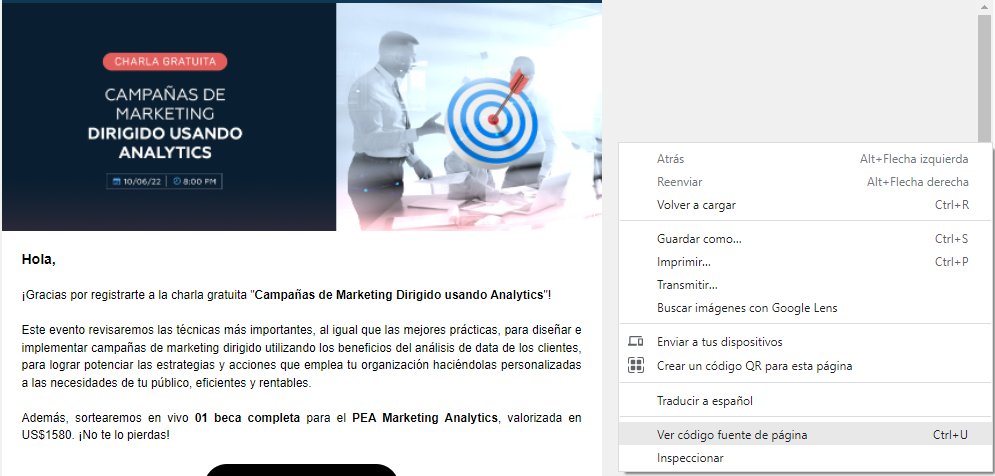 CHARLA GRATUITA
CAMPAÑAS DE
MARKETING
DIRIGIDO USANDO
ANALYTICS
10/06/22 | 8:00 PM
Hola,
¡Gracias por registrarte a la charla gratuita "Campañas de Marketing Dirigido usando Analytics"!
Este evento revisaremos las técnicas más importantes, al igual que las mejores prácticas, para diseñar e
implementar campañas de marketing dirigido utilizando los beneficios del análisis de data de los clientes,
para lograr potenciar las estrategias y acciones que emplea tu organización haciéndolas personalizadas
a las necesidades de tu público, eficientes y rentables.
Además, sortearemos en vivo 01 beca completa para el PEA Marketing Analytics, valorizada en
US$1580. ¡No te lo pierdas!
Atrás Alt+Flecha izquierda
Reenviar Alt+Flecha derecha
Volver a cargar Ctrl+R
Guardar como... Ctrl+S
Imprimir... Ctrl+P
Transmitir...
Buscar imágenes con Google Lens
Enviar a tus dispositivos
Crear un código QR para esta página
Traducir a español
Ver código fuente de página Ctrl+U
Inspeccionar